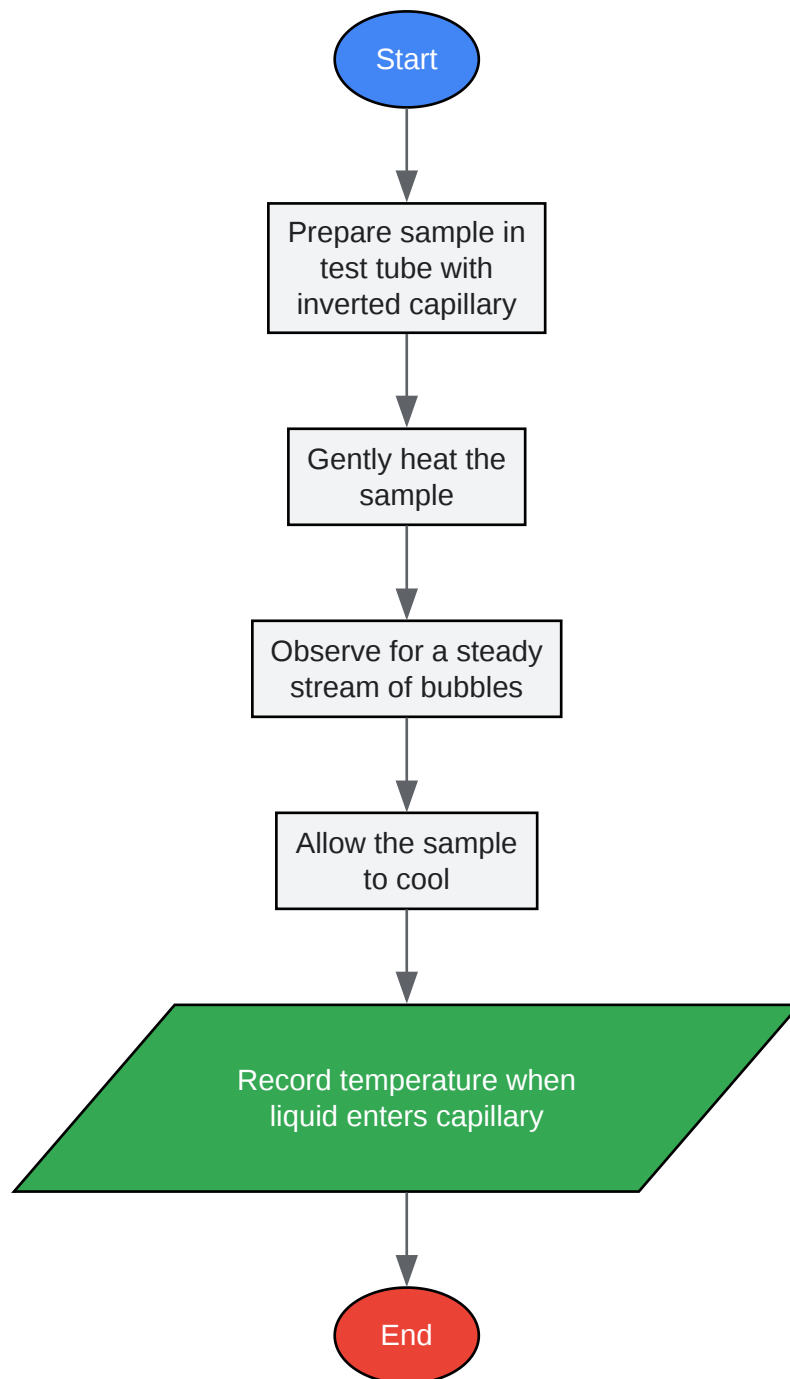 Start
Prepare sample in
test tube with
inverted capillary
Gently heat the
sample
Observe for a steady
stream of bubbles
Allow the sample
to cool
Record temperature when
liquid enters capillary
End